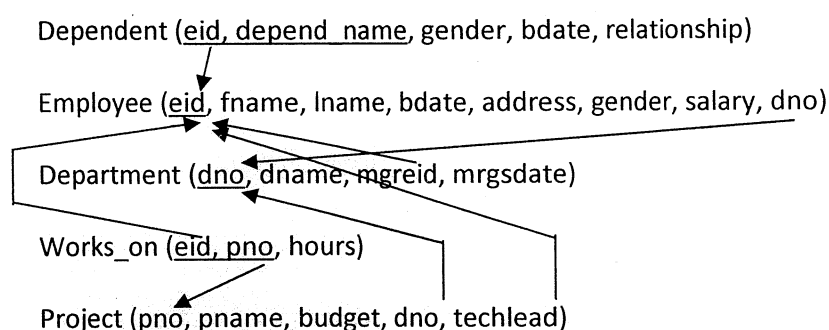 Dependent (eid, depend_name, gender, bdate, relationship)
Employee (eid, fname, lname, bdate, address, gender, salary, dno)
Department (dno, dname, mgreid, mrgsdate)
Works_on (eid, pno, hours)
Project (pno, pname, budget, dno, techlead)